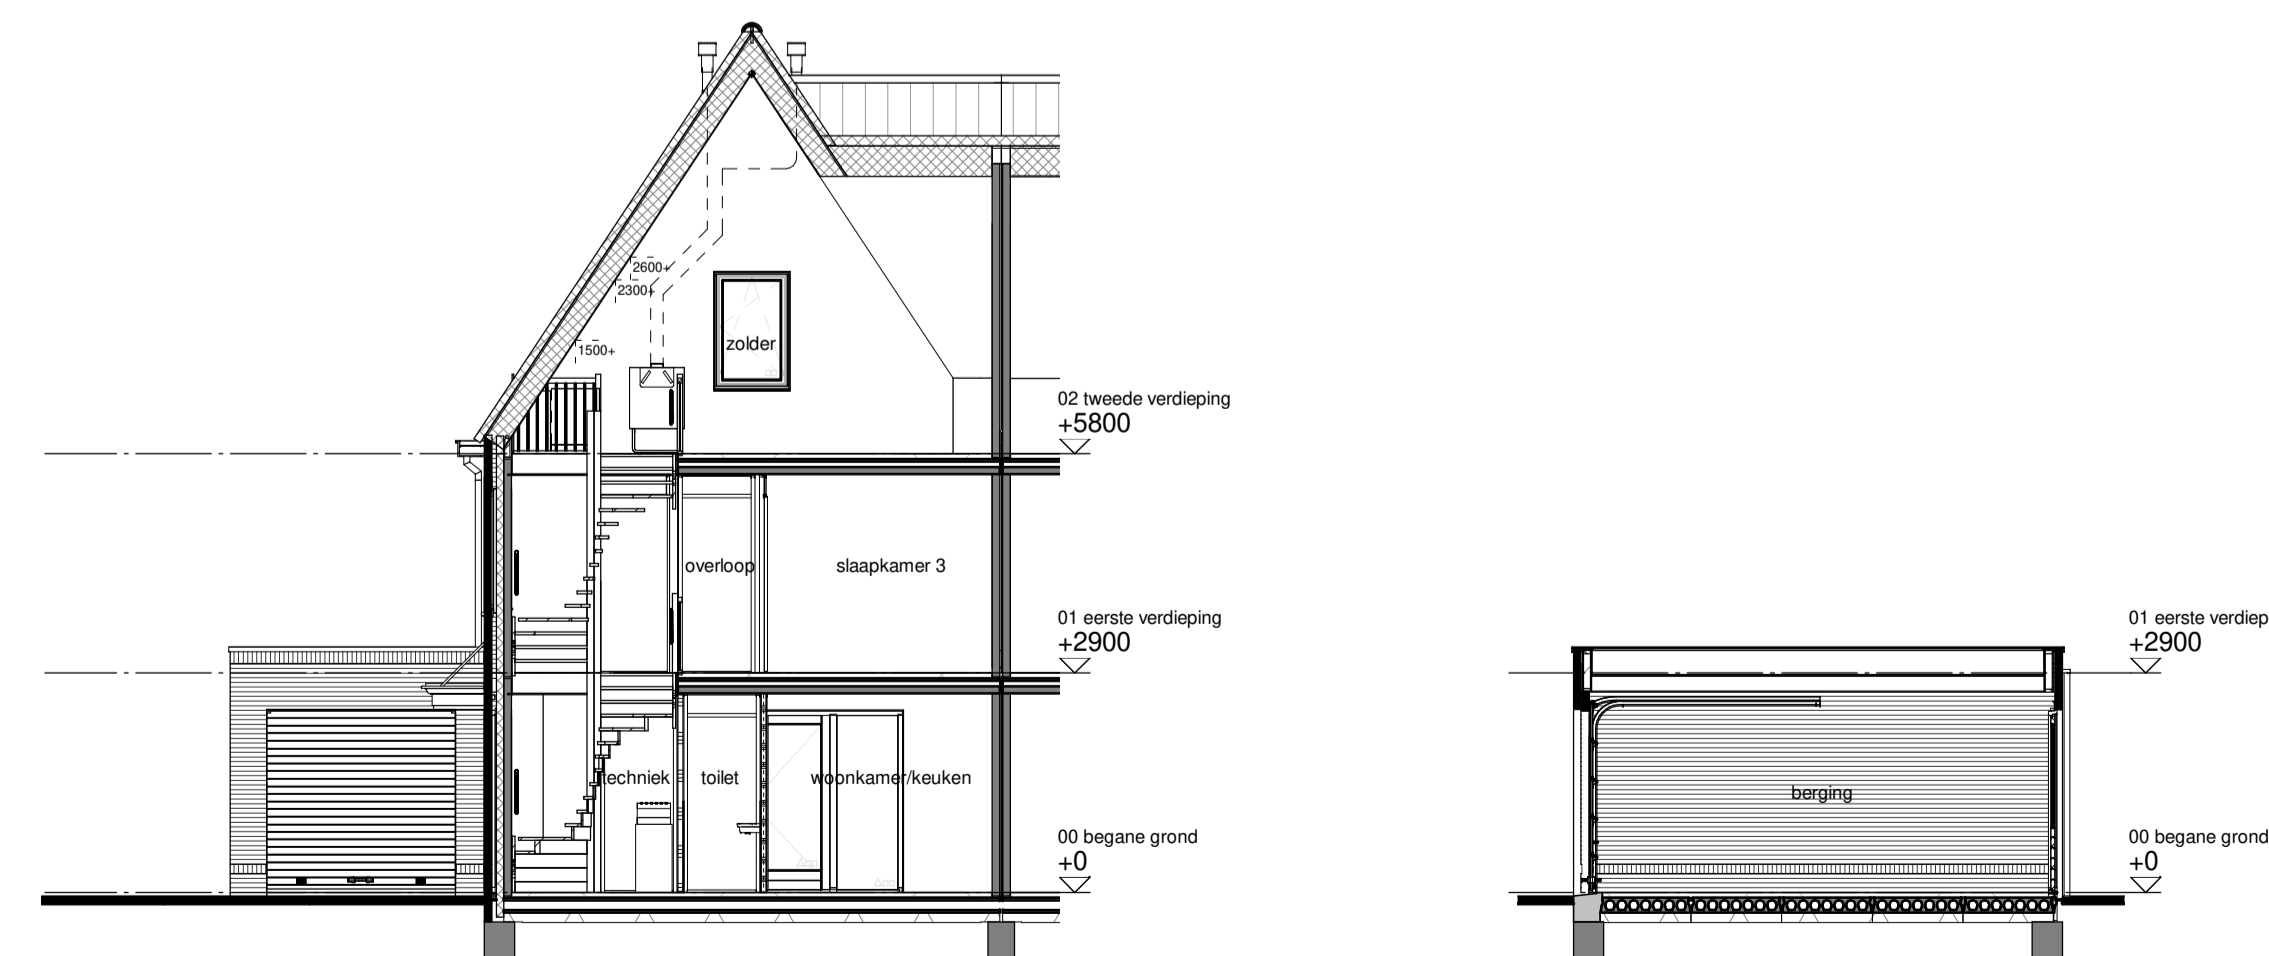 2600+
2300+
1500+
zolder
02 tweede verdieping
+5800
overloop
slaapkamer 3
01 eerste verdieping
+2900
techniek
toilet
woonkamer/keuken
00 begane grond
+0
01 eerste verdiep
+2900
berging
00 begane grond
+0